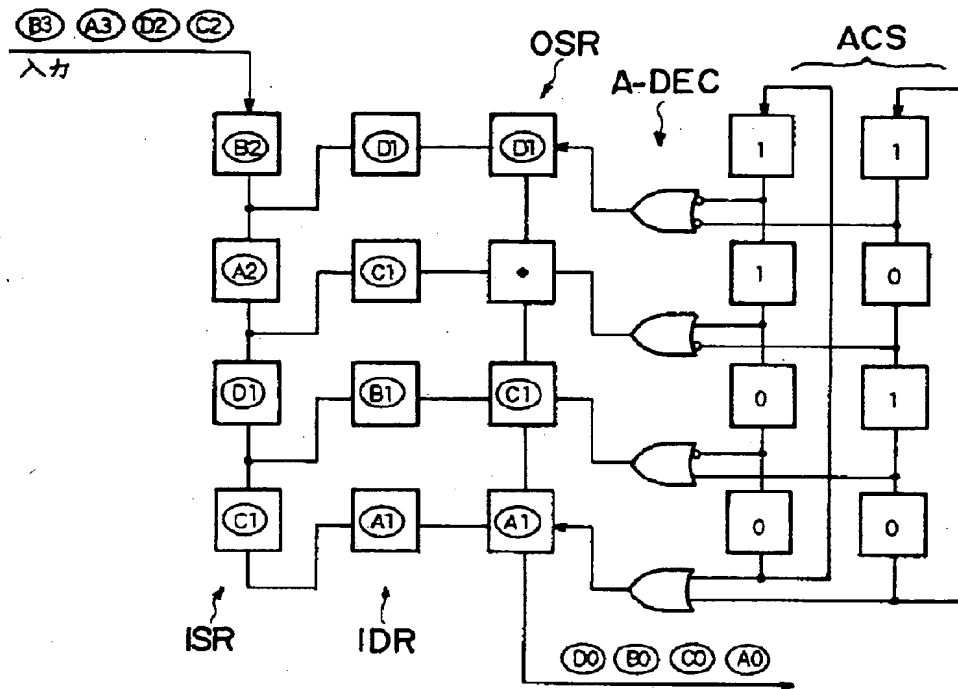 B3 A3 D2 C2
入力
OSR
A-DEC
ACS
B2 D1 D1 1 1
A2 C1 * 1 0
D1 B1 C1 0 1
C1 A1 A1 0 0
ISR
IDR
D0 B0 C0 A0